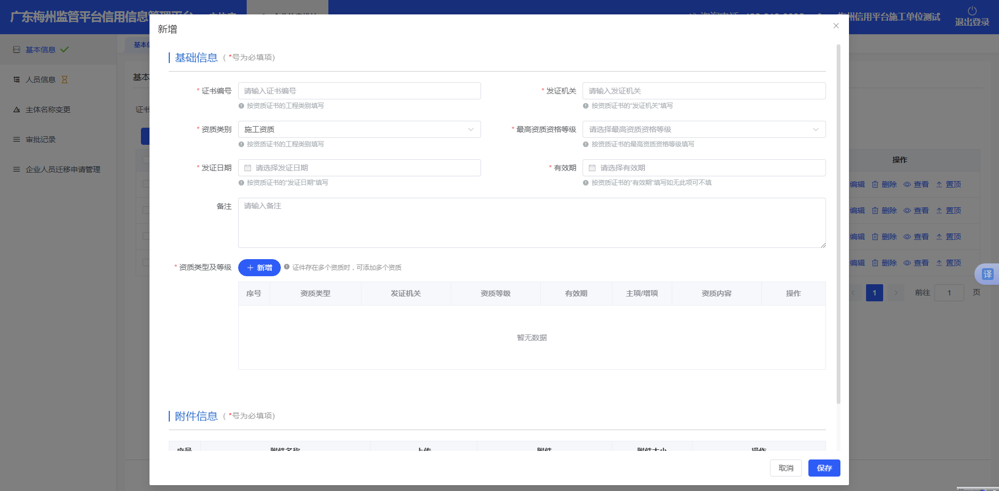 广东梅州监管平台信用信息管理平台
梅州信用平台施工单位测试
退出登录
基本信息
人员信息
主体名称变更
审批记录
企业人员迁移申请管理
基本信
基本
证书
新增
基础信息 ( *号为必填项)
* 证书编号 请输入证书编号
按资质证书的工程类别填写
* 发证机关 请输入发证机关
按资质证书的“发证机关”填写
* 资质类别 施工资质
按资质证书的工程类别填写
* 最高资质资格等级 请选择最高资质资格等级
按资质证书的最高资质资格等级填写
* 发证日期 请选择发证日期
按资质证书的“发证日期”填写
* 有效期 请选择有效期
按资质证书的“有效期”填写如无此项可不填
备注 请输入备注
* 资质类型及等级 新增 证件存在多个资质时，可添加多个资质
序号 资质类型 发证机关 资质等级 有效期 主项/增项 资质内容 操作
暂无数据
附件信息 ( *号为必填项)
序号 附件名称 上传 附件 附件大小 操作
取消 保存
操作
编辑 删除 查看 置顶
编辑 删除 查看 置顶
编辑 删除 查看 置顶
编辑 删除 查看 置顶
译
1 前往 1 页